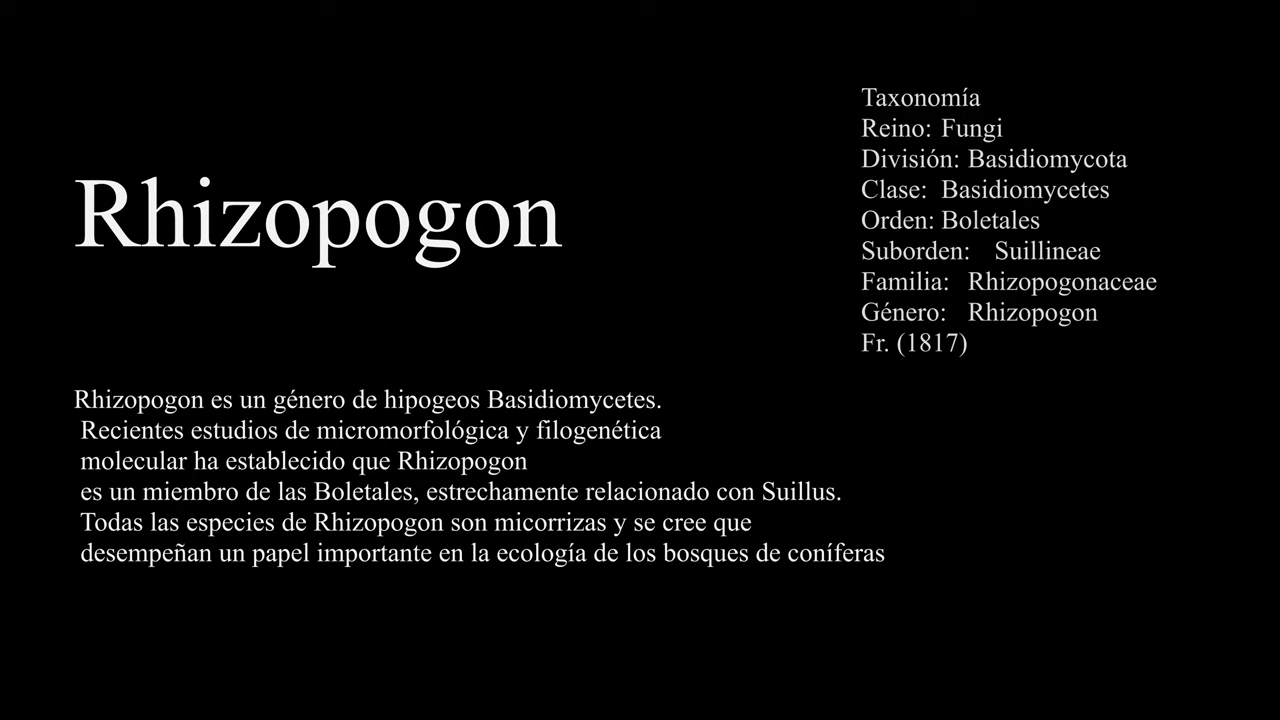 Rhizopogon
Taxonomía
Reino: Fungi
División: Basidiomycota
Clase: Basidiomycetes
Orden: Boletales
Suborden: Suillineae
Familia: Rhizopogonaceae
Género: Rhizopogon
Fr. (1817)
Rhizopogon es un género de hipogeos Basidiomycetes.
Recientes estudios de micromorfológica y filogenética
molecular ha establecido que Rhizopogon
es un miembro de las Boletales, estrechamente relacionado con Suillus.
Todas las especies de Rhizopogon son micorrizas y se cree que
desempeñan un papel importante en la ecología de los bosques de coníferas